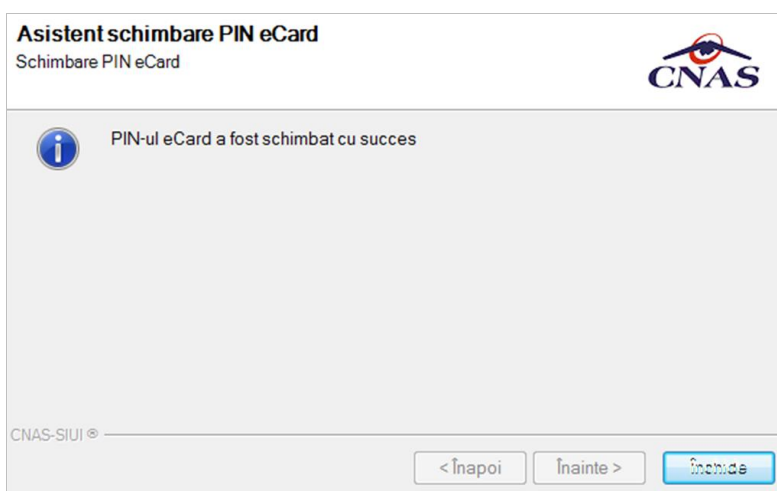 Asistent schimbare PIN eCard
Schimbare PIN eCard
CNAS
PIN-ul eCard a fost schimbat cu succes
CNAS-SIUI ®
< Înapoi
Înainte >
Închide